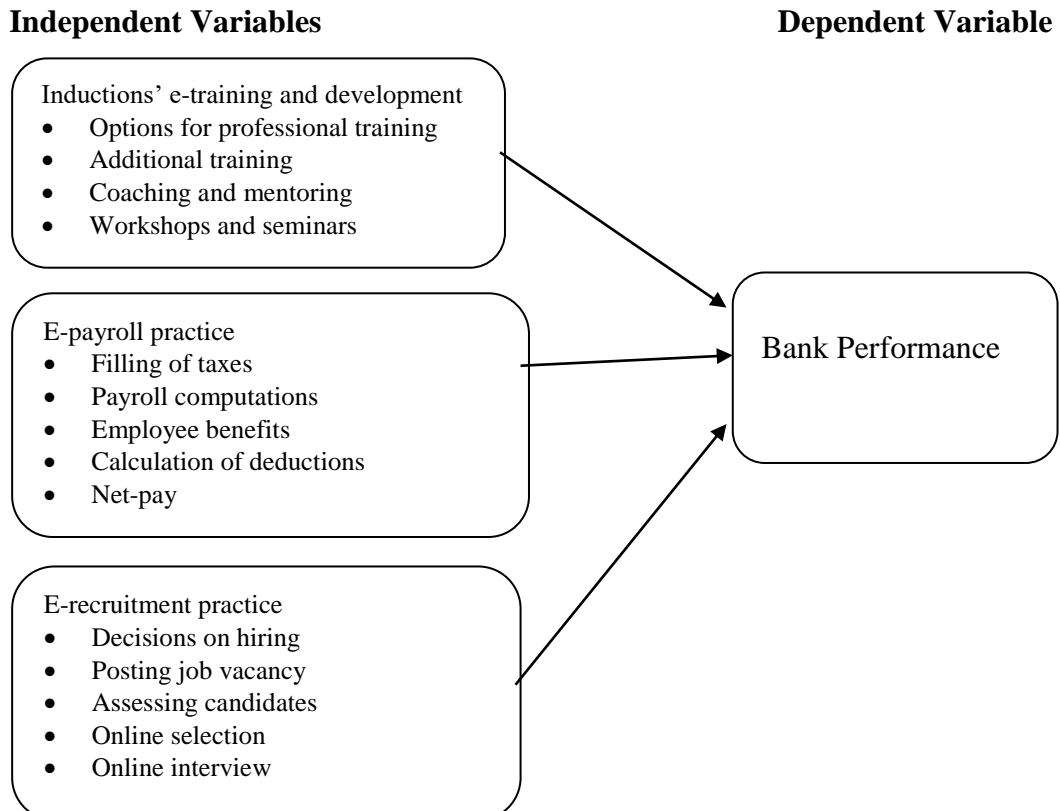 Independent Variables
Dependent Variable
Inductions’ e-training and development
• Options for professional training
• Additional training
• Coaching and mentoring
• Workshops and seminars
E-payroll practice
• Filling of taxes
• Payroll computations
• Employee benefits
• Calculation of deductions
• Net-pay
Bank Performance
E-recruitment practice
• Decisions on hiring
• Posting job vacancy
• Assessing candidates
• Online selection
• Online interview